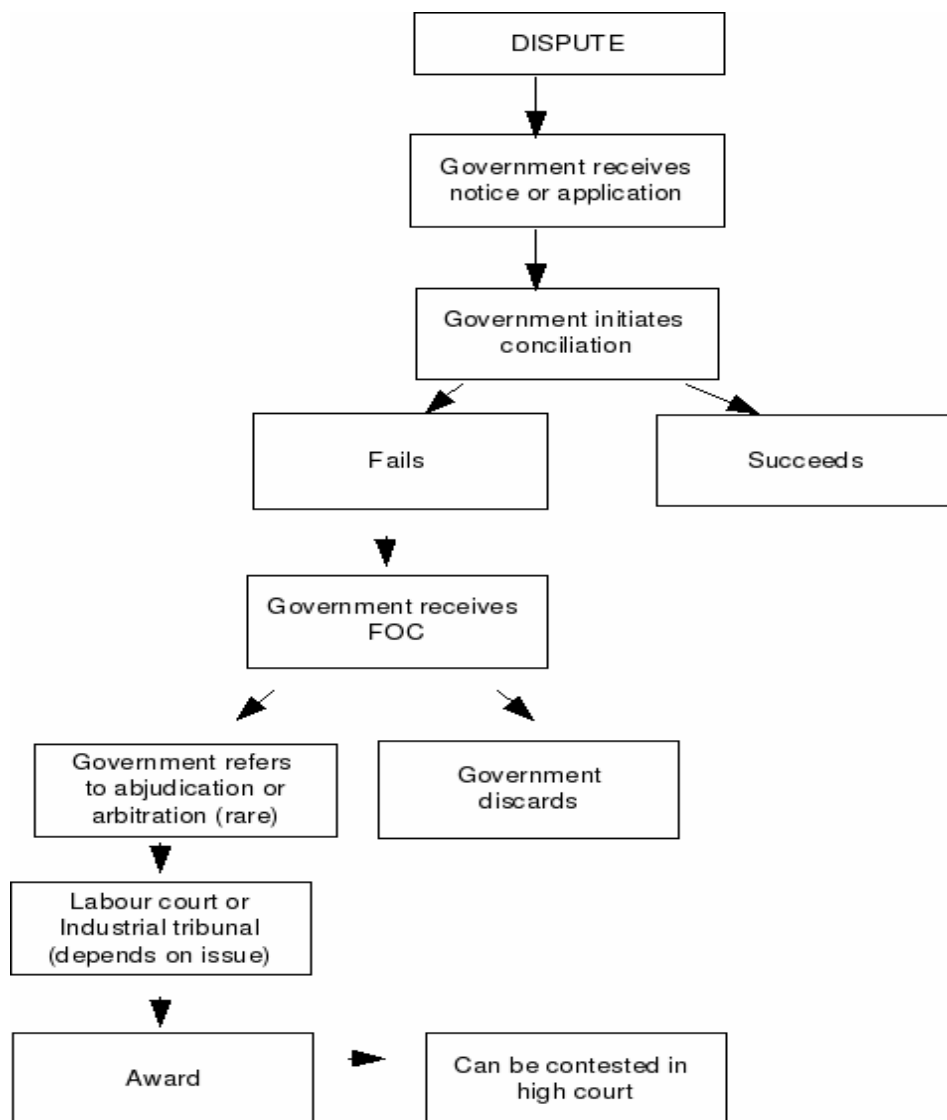 DISPUTE
Government receives
notice or application
Government initiates
conciliation
Fails
Succeeds
Government receives
FOC
Government refers
to abjudication or
arbitration (rare)
Government
discards
Labour court or
Industrial tribunal
(depends on issue)
Award
Can be contested in
high court